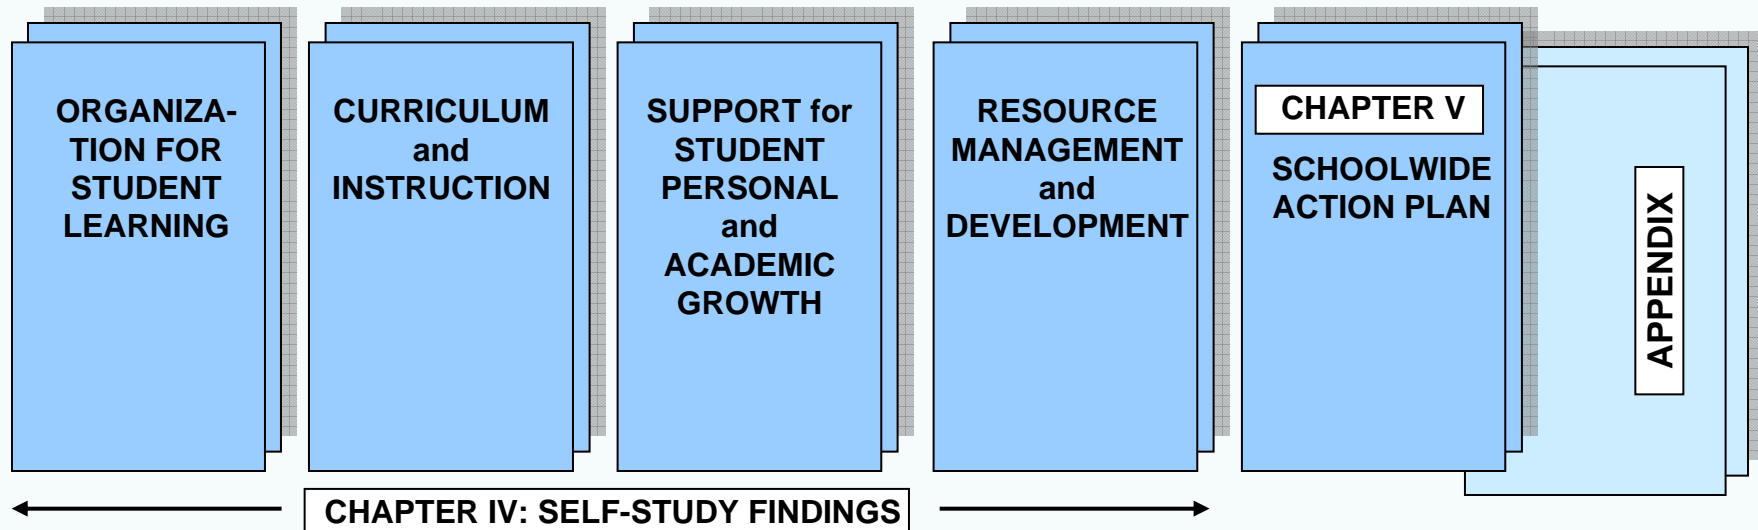 ORGANIZA-
TION FOR
STUDENT
LEARNING
CURRICULUM
and
INSTRUCTION
SUPPORT for
STUDENT
PERSONAL
and
ACADEMIC
GROWTH
RESOURCE
MANAGEMENT
and
DEVELOPMENT
CHAPTER V
SCHOOLWIDE
ACTION PLAN
APPENDIX
CHAPTER IV: SELF-STUDY FINDINGS